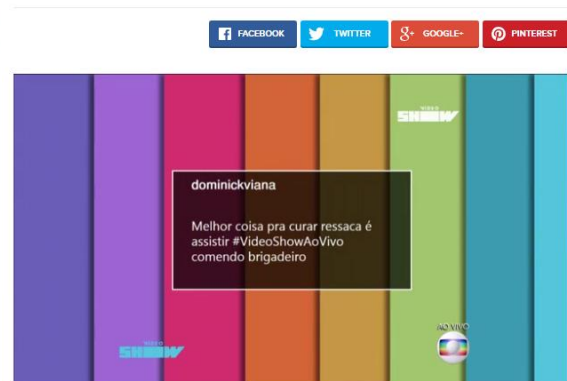 FACEBOOK
TWITTER
GOOGLE+
PINTEREST
VIDEO
SHOW
dominickviana
Melhor coisa pra curar ressaca é
assistir #VideoShowAoVivo
comendo brigadeiro
AO VIVO
VIDEO
SHOW